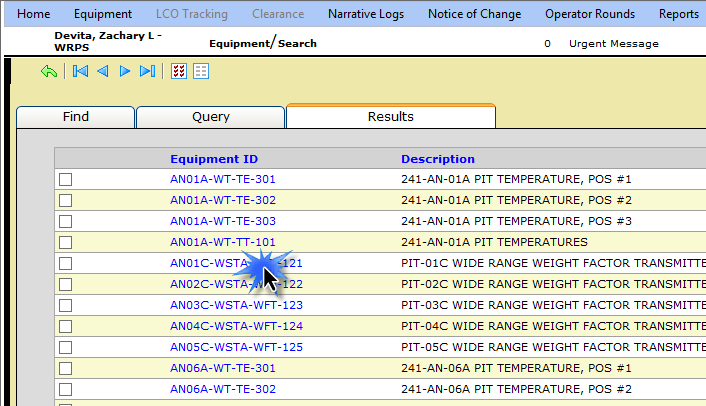 Home Equipment LCO Tracking Clearance Narrative Logs Notice of Change Operator Rounds Reports
Devita, Zachary L -
WRPS
Equipment/Search
0 Urgent Message
Find Query Results
Equipment ID Description
AN01A-WT-TE-301 241-AN-01A PIT TEMPERATURE, POS #1
AN01A-WT-TE-302 241-AN-01A PIT TEMPERATURE, POS #2
AN01A-WT-TE-303 241-AN-01A PIT TEMPERATURE, POS #3
AN01A-WT-TT-101 241-AN-01A PIT TEMPERATURES
AN01C-WSTA-WFT-121 PIT-01C WIDE RANGE WEIGHT FACTOR TRANSMITTE
AN02C-WSTA-WFT-122 PIT-02C WIDE RANGE WEIGHT FACTOR TRANSMITTE
AN03C-WSTA-WFT-123 PIT-03C WIDE RANGE WEIGHT FACTOR TRANSMITTE
AN04C-WSTA-WFT-124 PIT-04C WIDE RANGE WEIGHT FACTOR TRANSMITTE
AN05C-WSTA-WFT-125 PIT-05C WIDE RANGE WEIGHT FACTOR TRANSMITTE
AN06A-WT-TE-301 241-AN-06A PIT TEMPERATURE, POS #1
AN06A-WT-TE-302 241-AN-06A PIT TEMPERATURE, POS #2